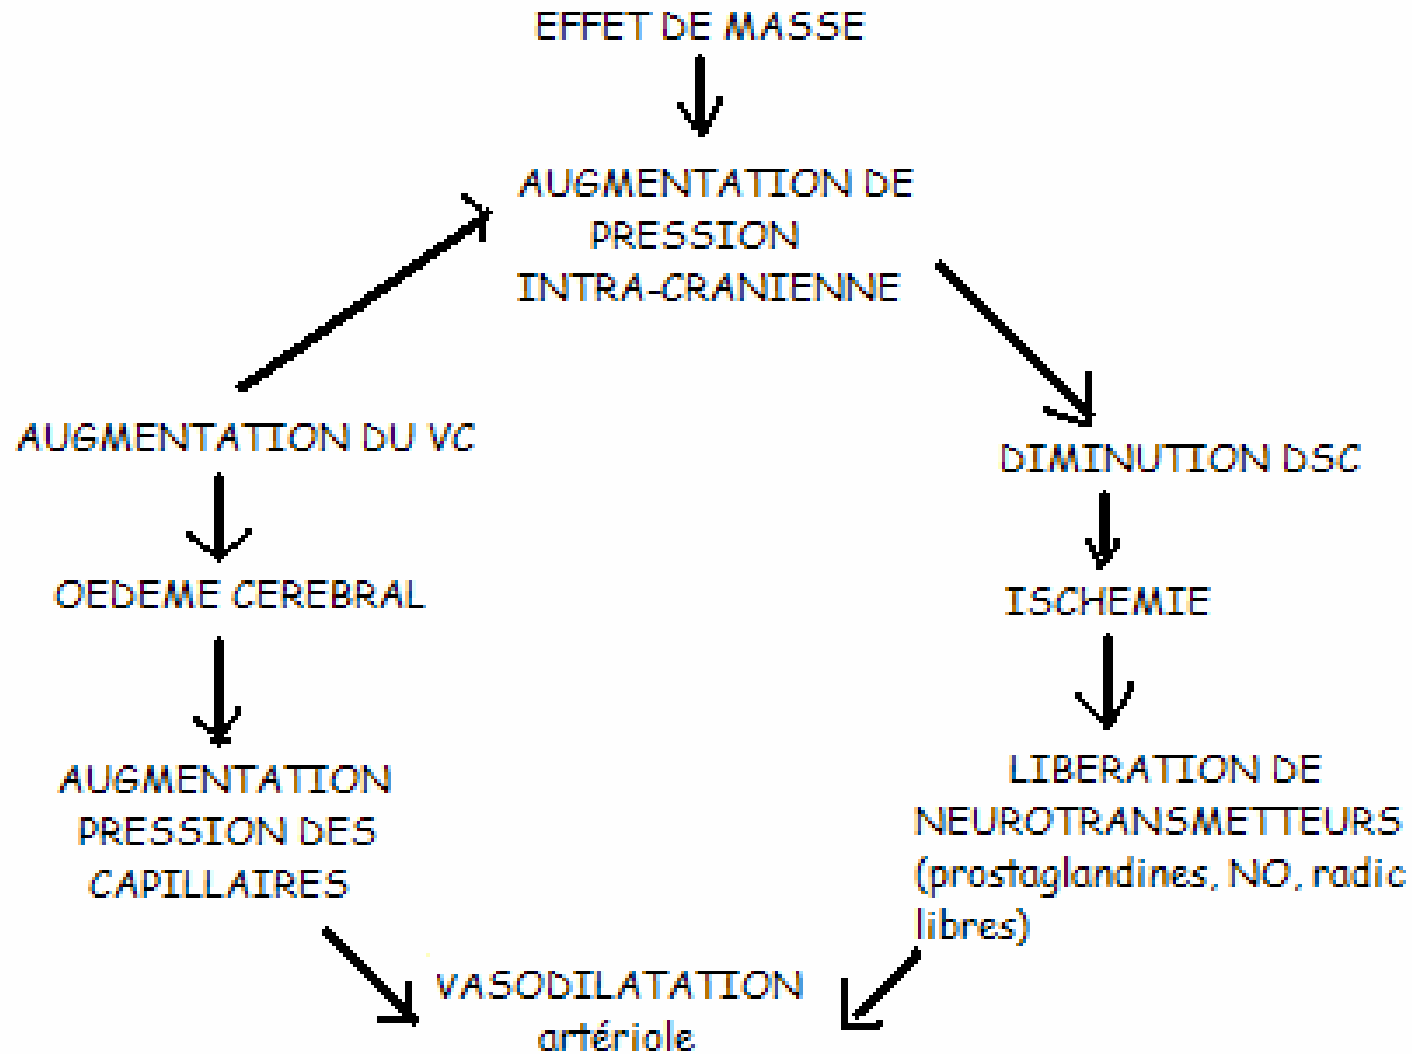 EFFET DE MASSE
AUGMENTATION DE
PRESSION
INTRA-CRANIENNE
AUGMENTATION DU VC
DIMINUTION DSC
OEDEME CEREBRAL
ISCHEMIE
AUGMENTATION
PRESSION DES
CAPILLAIRES
LIBERATION DE
NEUROTRANSMETTEURS
(prostaglandines, NO, radic
libres)
VASODILATATION
artériole